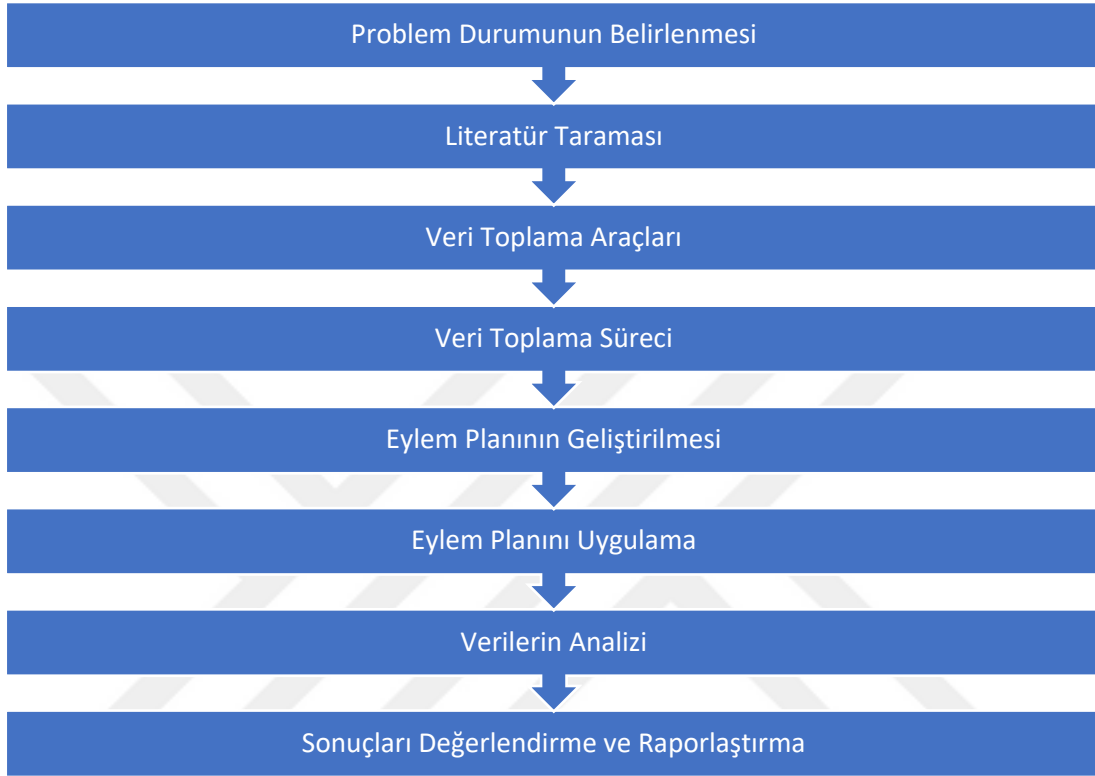 Problem Durumunun Belirlenmesi
Literatür Taraması
Veri Toplama Araçları
Veri Toplama Süreci
Eylem Planının Geliştirilmesi
Eylem Planını Uygulama
Verilerin Analizi
Sonuçları Değerlendirme ve Raporlaştırma